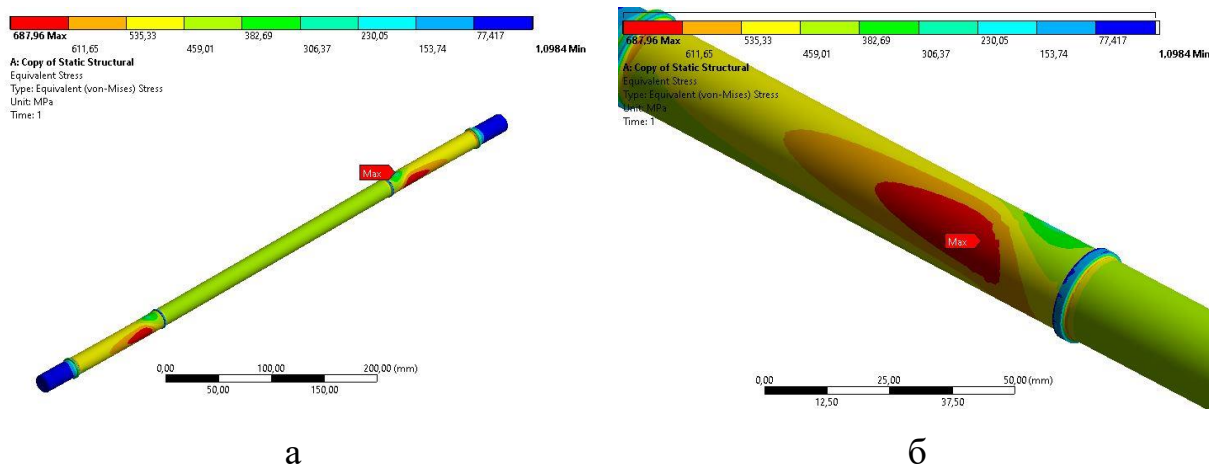 687,96 Max 535,33 382,69 230,05 77,417
611,65 459,01 306,37 153,74 1,0984 Min
A: Copy of Static Structural
Equivalent Stress
Type: Equivalent (von-Mises) Stress
Unit: MPa
Time: 1
Max
0,00 100,00 200,00 (mm)
50,00 150,00
а
687,96 Max 535,33 382,69 230,05 77,417
611,65 459,01 306,37 153,74 1,0984 Min
A: Copy of Static Structural
Equivalent Stress
Type: Equivalent (von-Mises) Stress
Unit: MPa
Time: 1
Max
0,00 25,00 50,00 (mm)
12,50 37,50
б